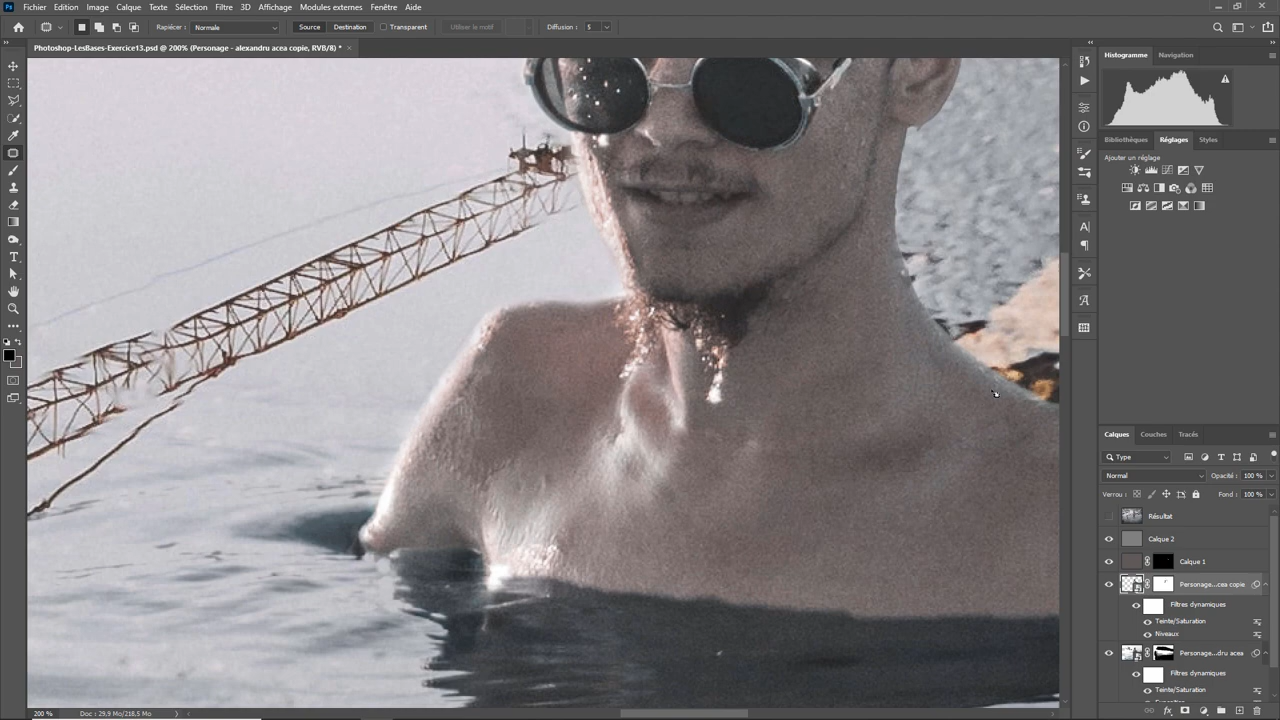 Ps Fichier Edition Image Calque Texte Sélection Filtre 3D Affichage Modules externes Fenêtre Aide
Rapiécer : Normale Source Destination Transparent Utiliser le motif Diffusion : 5
Photoshop-LesBases-Exercice13.psd @ 200% (Personage - alexandru acea copie, RVB/8) * ×
Histogramme Navigation
Bibliothèques Réglages Styles
Ajouter un réglage
Calques Couches Tracés
Type
Normal Opacité : 100 %
Verrou : Fond : 100 %
Résultat
Calque 2
Calque 1
Personage...cea copie
Filtres dynamiques
Teinte/Saturation
Niveaux
Personage...dru acea
Filtres dynamiques
Teinte/Saturation
200 % Doc : 29,9 Mo/218,5 Mo